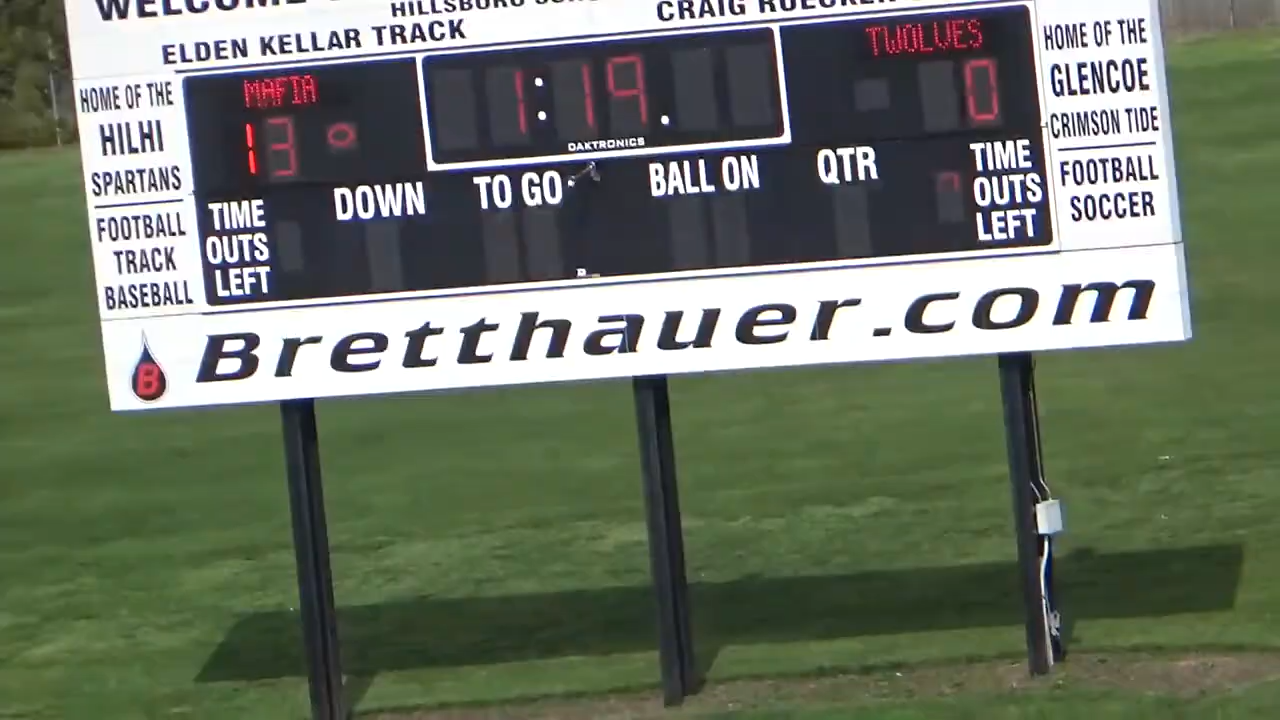 WELCOME
HILLSBORO
CRAIG
ELDEN KELLAR TRACK
HOME OF THE
HILHI
SPARTANS
FOOTBALL
TRACK
BASEBALL
MAFIA
13
1:19.
DAKTRONICS
TWOLVES
0
HOME OF THE
GLENCOE
CRIMSON TIDE
FOOTBALL
SOCCER
TIME
OUTS
LEFT
DOWN
TO GO
BALL ON
QTR
TIME
OUTS
LEFT
B
Bretthauer.com